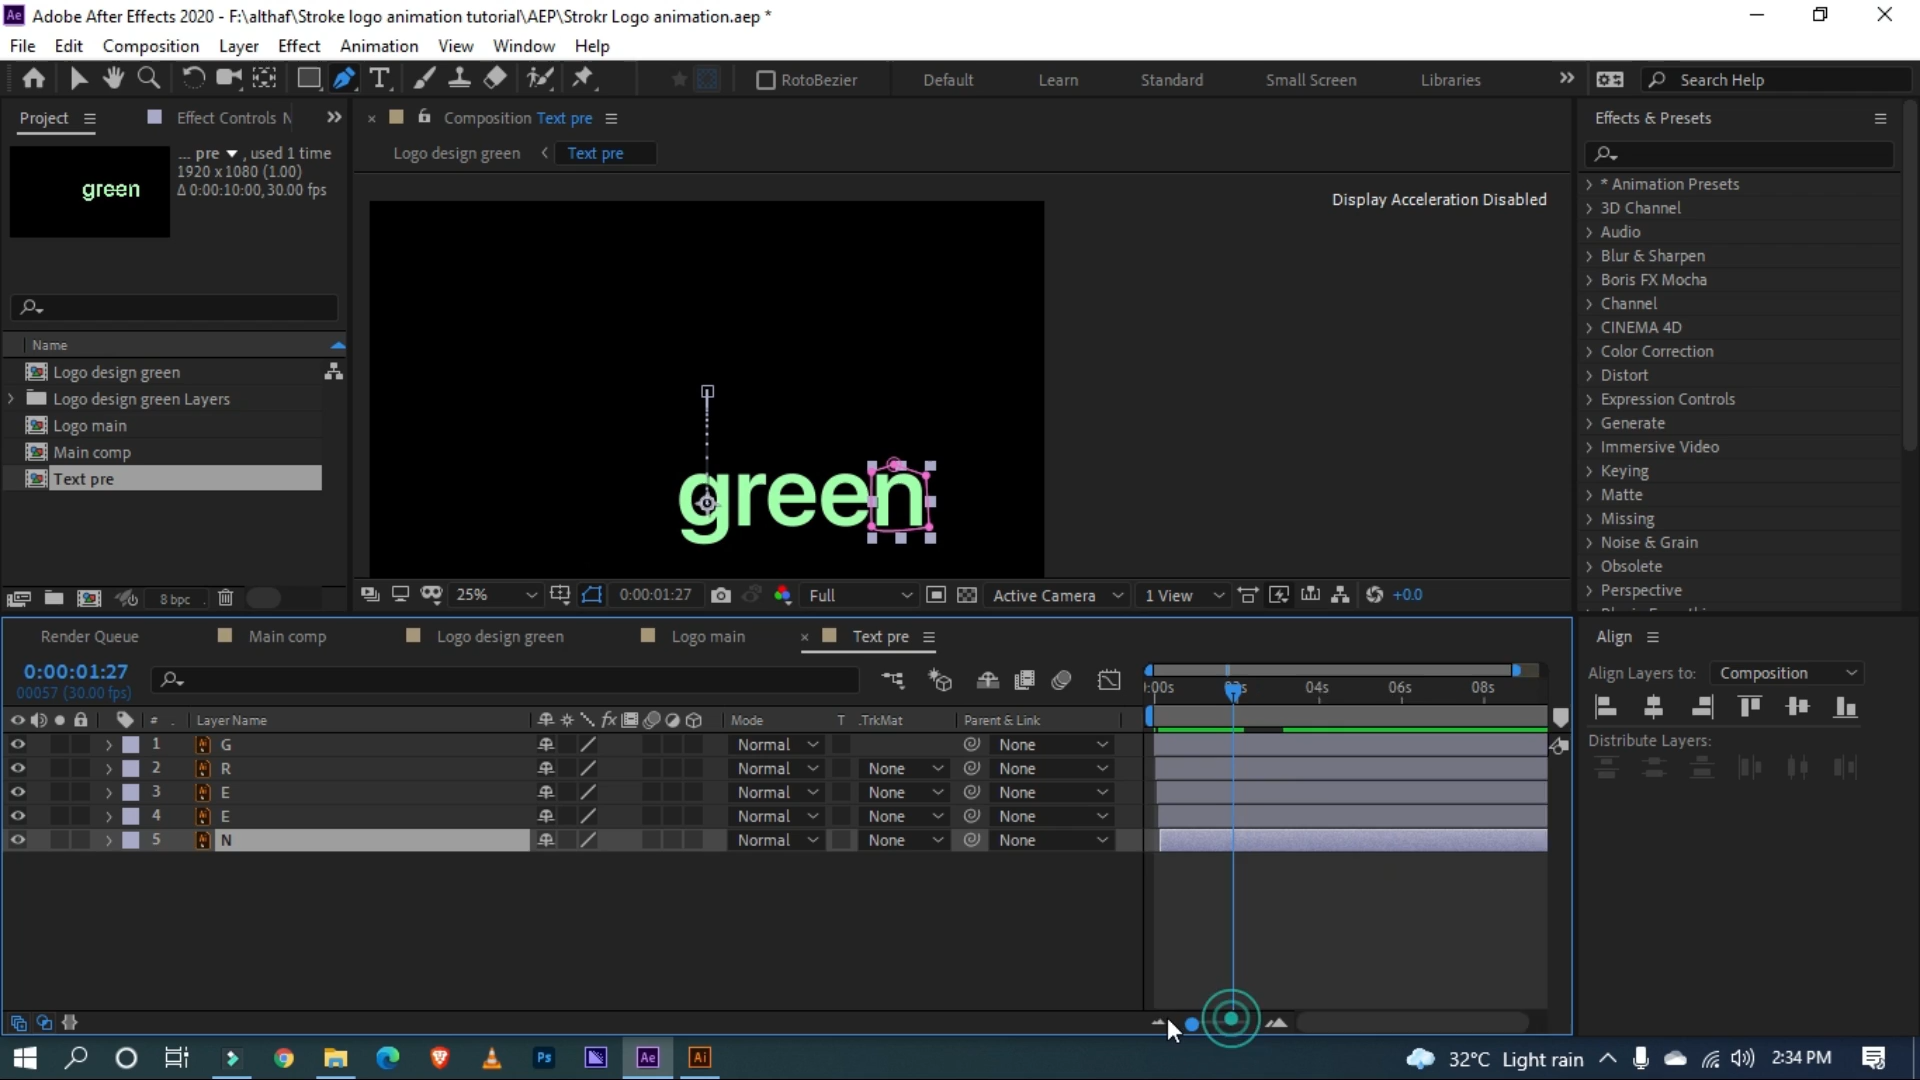 Ae Adobe After Effects 2020 - F:\althaf\Stroke logo animation tutorial\AEP\Strokr Logo animation.aep *
File Edit Composition Layer Effect Animation View Window Help
RotoBezier Default Learn Standard Small Screen Libraries Search Help
Project Effect Controls N
... pre , used 1 time
1920 x 1080 (1.00)
Δ 0:00:10:00, 30.00 fps
green
Name
Logo design green
Logo design green Layers
Logo main
Main comp
Text pre
8 bpc
Composition Text pre
Logo design green Text pre
Display Acceleration Disabled
green
25% 0:00:01:27 Full Active Camera 1 View +0.0
Effects & Presets
* Animation Presets
3D Channel
Audio
Blur & Sharpen
Boris FX Mocha
Channel
CINEMA 4D
Color Correction
Distort
Expression Controls
Generate
Immersive Video
Keying
Matte
Missing
Noise & Grain
Obsolete
Perspective
Render Queue Main comp Logo design green Logo main Text pre
0:00:01:27
00057 (30.00 fps)
:00s 04s 06s 08s
# Layer Name Mode T .TrkMat Parent & Link
1 G Normal None
2 R Normal None None
3 E Normal None None
4 E Normal None None
5 N Normal None None
Align
Align Layers to: Composition
Distribute Layers:
Ps Ae Ai
32°C Light rain 2:34 PM